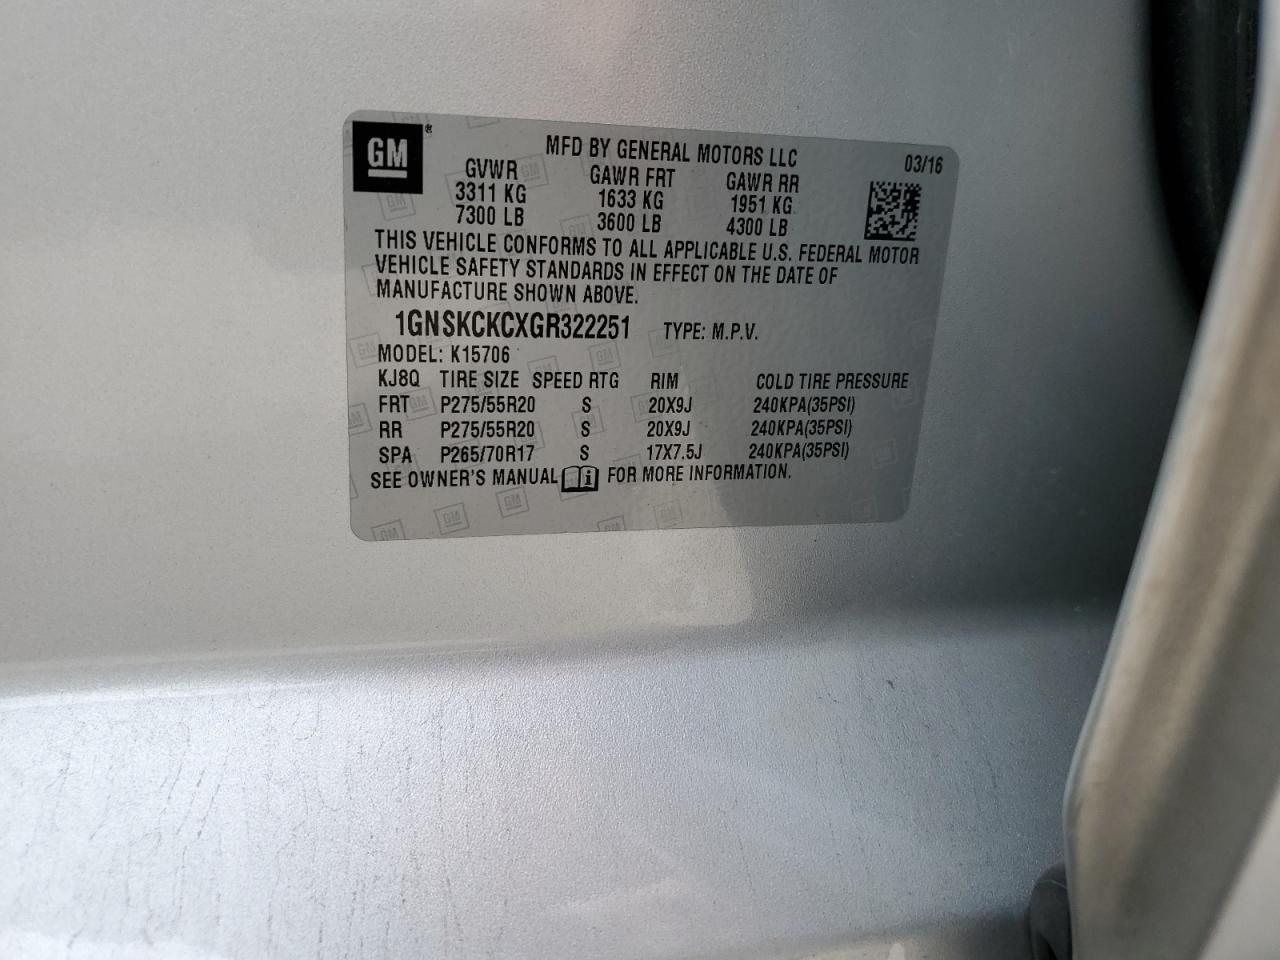 GM®
MFD BY GENERAL MOTORS LLC 03/16
GVWR GAWR FRT GAWR RR
3311 KG 1633 KG 1951 KG
7300 LB 3600 LB 4300 LB
THIS VEHICLE CONFORMS TO ALL APPLICABLE U.S. FEDERAL MOTOR
VEHICLE SAFETY STANDARDS IN EFFECT ON THE DATE OF
MANUFACTURE SHOWN ABOVE.
1GNSKCKCXGR322251 TYPE: M.P.V.
MODEL: K15706
KJ8Q TIRE SIZE SPEED RTG RIM COLD TIRE PRESSURE
FRT P275/55R20 S 20X9J 240KPA(35PSI)
RR P275/55R20 S 20X9J 240KPA(35PSI)
SPA P265/70R17 S 17X7.5J 240KPA(35PSI)
SEE OWNER'S MANUAL i FOR MORE INFORMATION.